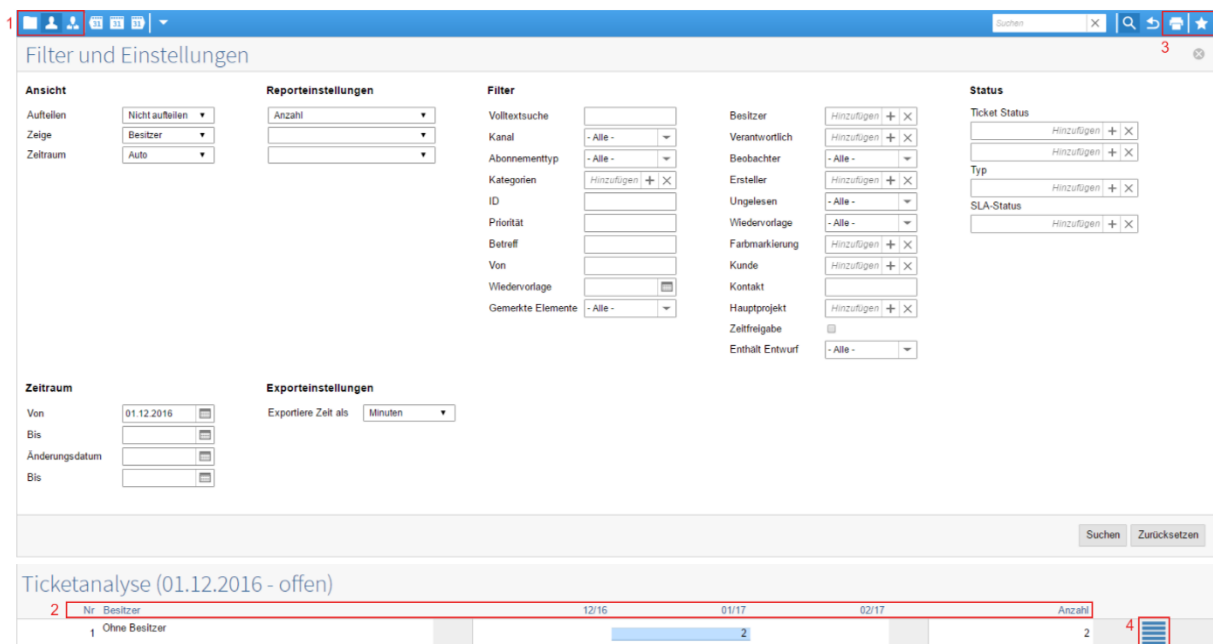 1
31 31 31
Suchen
3
Filter und Einstellungen
Ansicht
Aufteilen Nicht aufteilen
Zeige Besitzer
Zeitraum Auto
Reporteinstellungen
Anzahl
Filter
Volltextsuche
Kanal - Alle -
Abonnementtyp - Alle -
Kategorien Hinzufügen
ID
Priorität
Betreff
Von
Wiedervorlage
Gemerkte Elemente - Alle -
Besitzer Hinzufügen
Verantwortlich Hinzufügen
Beobachter - Alle -
Ersteller Hinzufügen
Ungelesen - Alle -
Wiedervorlage - Alle -
Farbmarkierung Hinzufügen
Kunde Hinzufügen
Kontakt
Hauptprojekt Hinzufügen
Zeitfreigabe
Enthält Entwurf - Alle -
Status
Ticket Status
Hinzufügen
Hinzufügen
Typ
Hinzufügen
SLA-Status
Hinzufügen
Zeitraum
Von 01.12.2016
Bis
Änderungsdatum
Bis
Exporteinstellungen
Exportiere Zeit als Minuten
Suchen Zurücksetzen
Ticketanalyse (01.12.2016 - offen)
2 Nr Besitzer 12/16 01/17 02/17 Anzahl
1 Ohne Besitzer 2 2 4